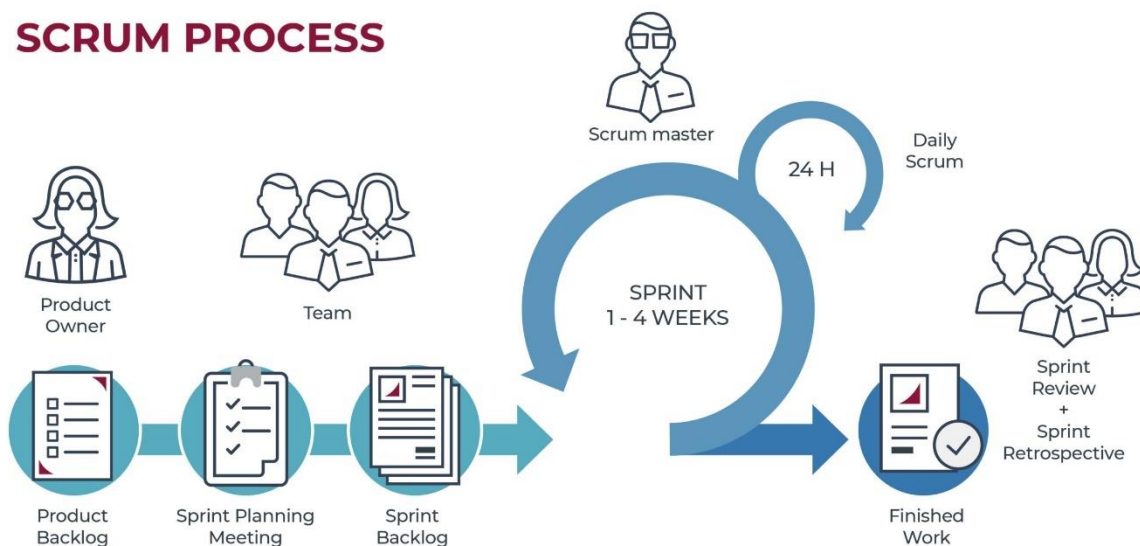 SCRUM PROCESS
Scrum master
Daily
Scrum
24 H
Product
Owner
Team
SPRINT
1 - 4 WEEKS
Sprint
Review
+
Sprint
Retrospective
Product
Backlog
Sprint Planning
Meeting
Sprint
Backlog
Finished
Work